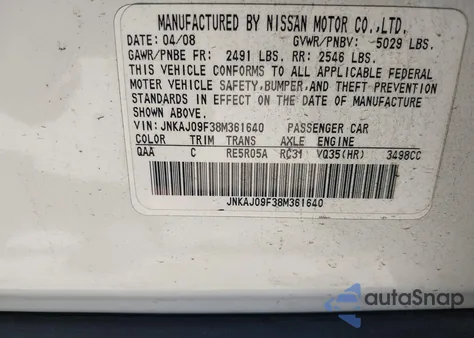 MANUFACTURED BY NISSAN MOTOR CO.,LTD.
DATE: 04/08 GVWR/PNBV: 5029 LBS.
GAWR/PNBE FR: 2491 LBS. RR: 2546 LBS.
THIS VEHICLE CONFORMS TO ALL APPLICABLE FEDERAL
MOTER VEHICLE SAFETY,BUMPER,AND THEFT PREVENTION
STANDARDS IN EFFECT ON THE DATE OF MANUFACTURE
SHOWN ABOVE.
VIN: JNKAJ09F38M361640 PASSENGER CAR
COLOR TRIM TRANS AXLE ENGINE
QAA C RE5R05A RC31 VQ35(HR) 3498CC
JNKAJ09F38M361640
autoSnap